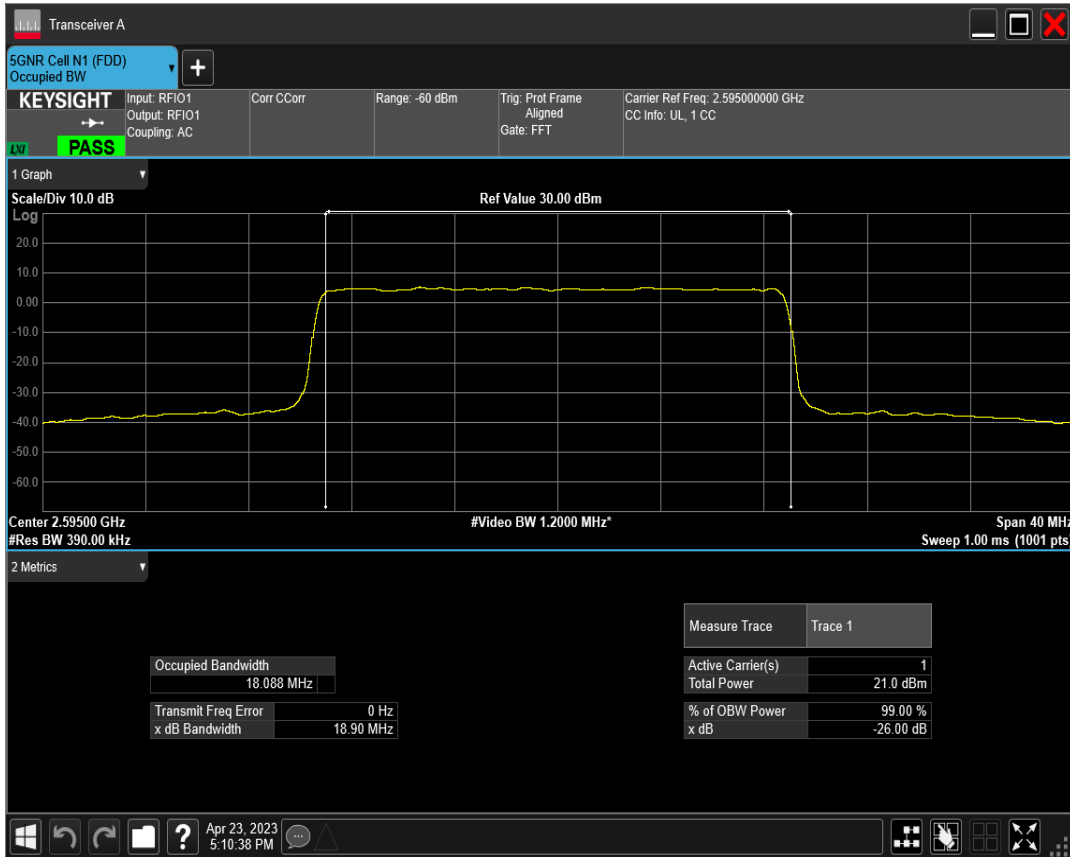 Transceiver A
5GNR Cell N1 (FDD)
Occupied BW
+
KEYSIGHT
LXI
PASS
Input: RFIO1
Output: RFIO1
Coupling: AC
Corr CCorr
Range: -60 dBm
Trig: Prot Frame
Aligned
Gate: FFT
Carrier Ref Freq: 2.595000000 GHz
CC Info: UL, 1 CC
1 Graph
Scale/Div 10.0 dB
Ref Value 30.00 dBm
Log
20.0
10.0
0.00
-10.0
-20.0
-30.0
-40.0
-50.0
-60.0
Center 2.59500 GHz
#Video BW 1.2000 MHz*
Span 40 MHz
#Res BW 390.00 kHz
Sweep 1.00 ms (1001 pts)
2 Metrics
Measure Trace Trace 1
Occupied Bandwidth
18.088 MHz
Active Carrier(s) 1
Total Power 21.0 dBm
Transmit Freq Error 0 Hz
x dB Bandwidth 18.90 MHz
% of OBW Power 99.00 %
x dB -26.00 dB
?
Apr 23, 2023
5:10:38 PM